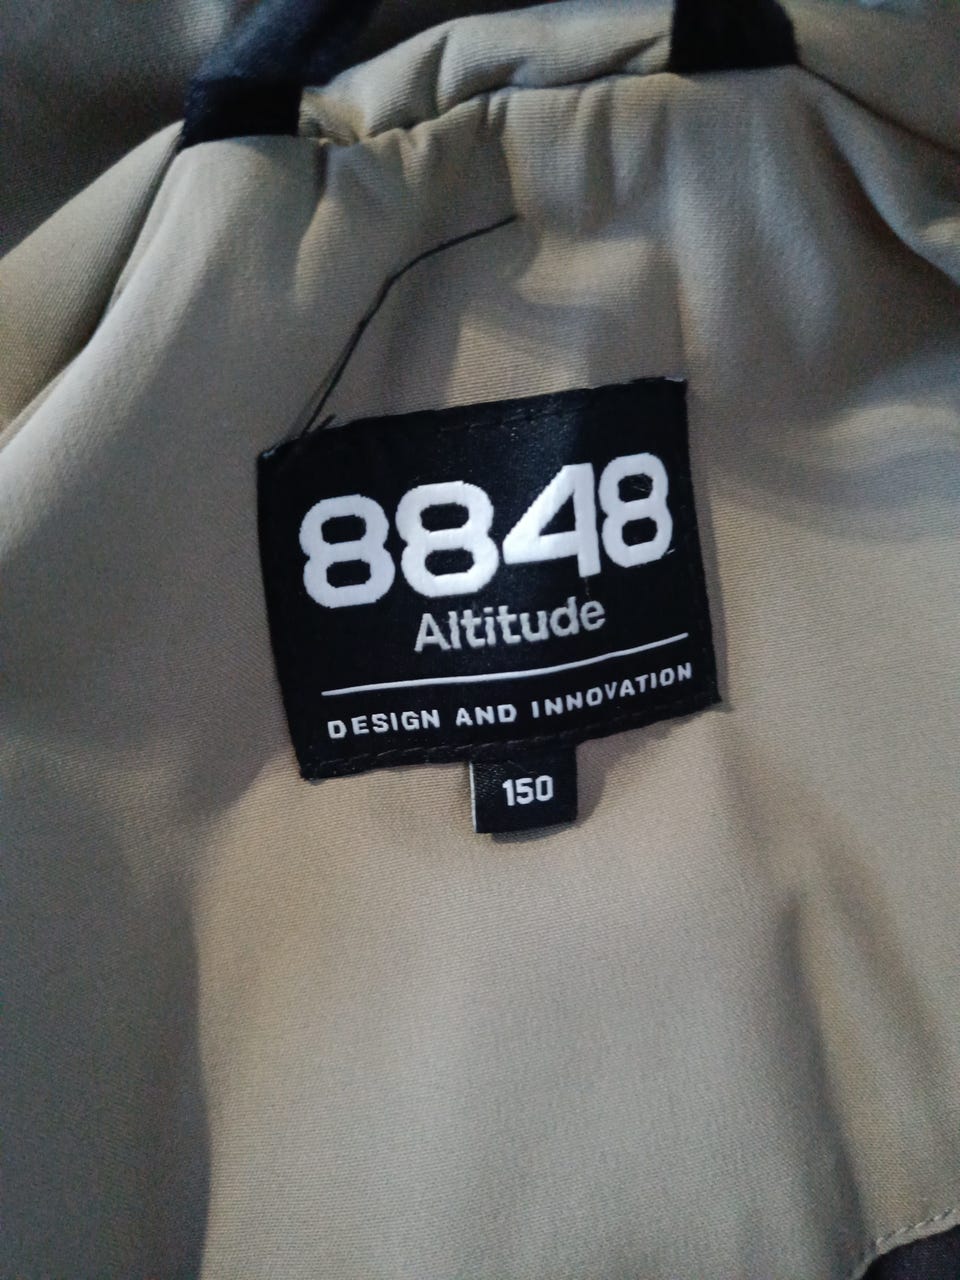 8848
Altitude
DESIGN AND INNOVATION
150